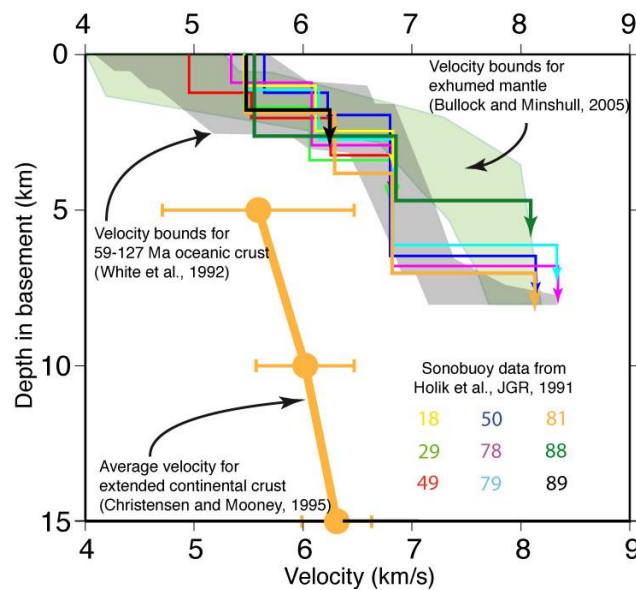 4 5 6 7 8 9
0
5
10
15
Depth in basement (km)
Velocity bounds for
exhumed mantle
(Bullock and Minshull, 2005)
Velocity bounds for
59-127 Ma oceanic crust
(White et al., 1992)
Sonobuoy data from
Holik et al., JGR, 1991
18 50 81
29 78 88
49 79 89
Average velocity for
extended continental crust
(Christensen and Mooney, 1995)
4 5 6 7 8 9
Velocity (km/s)